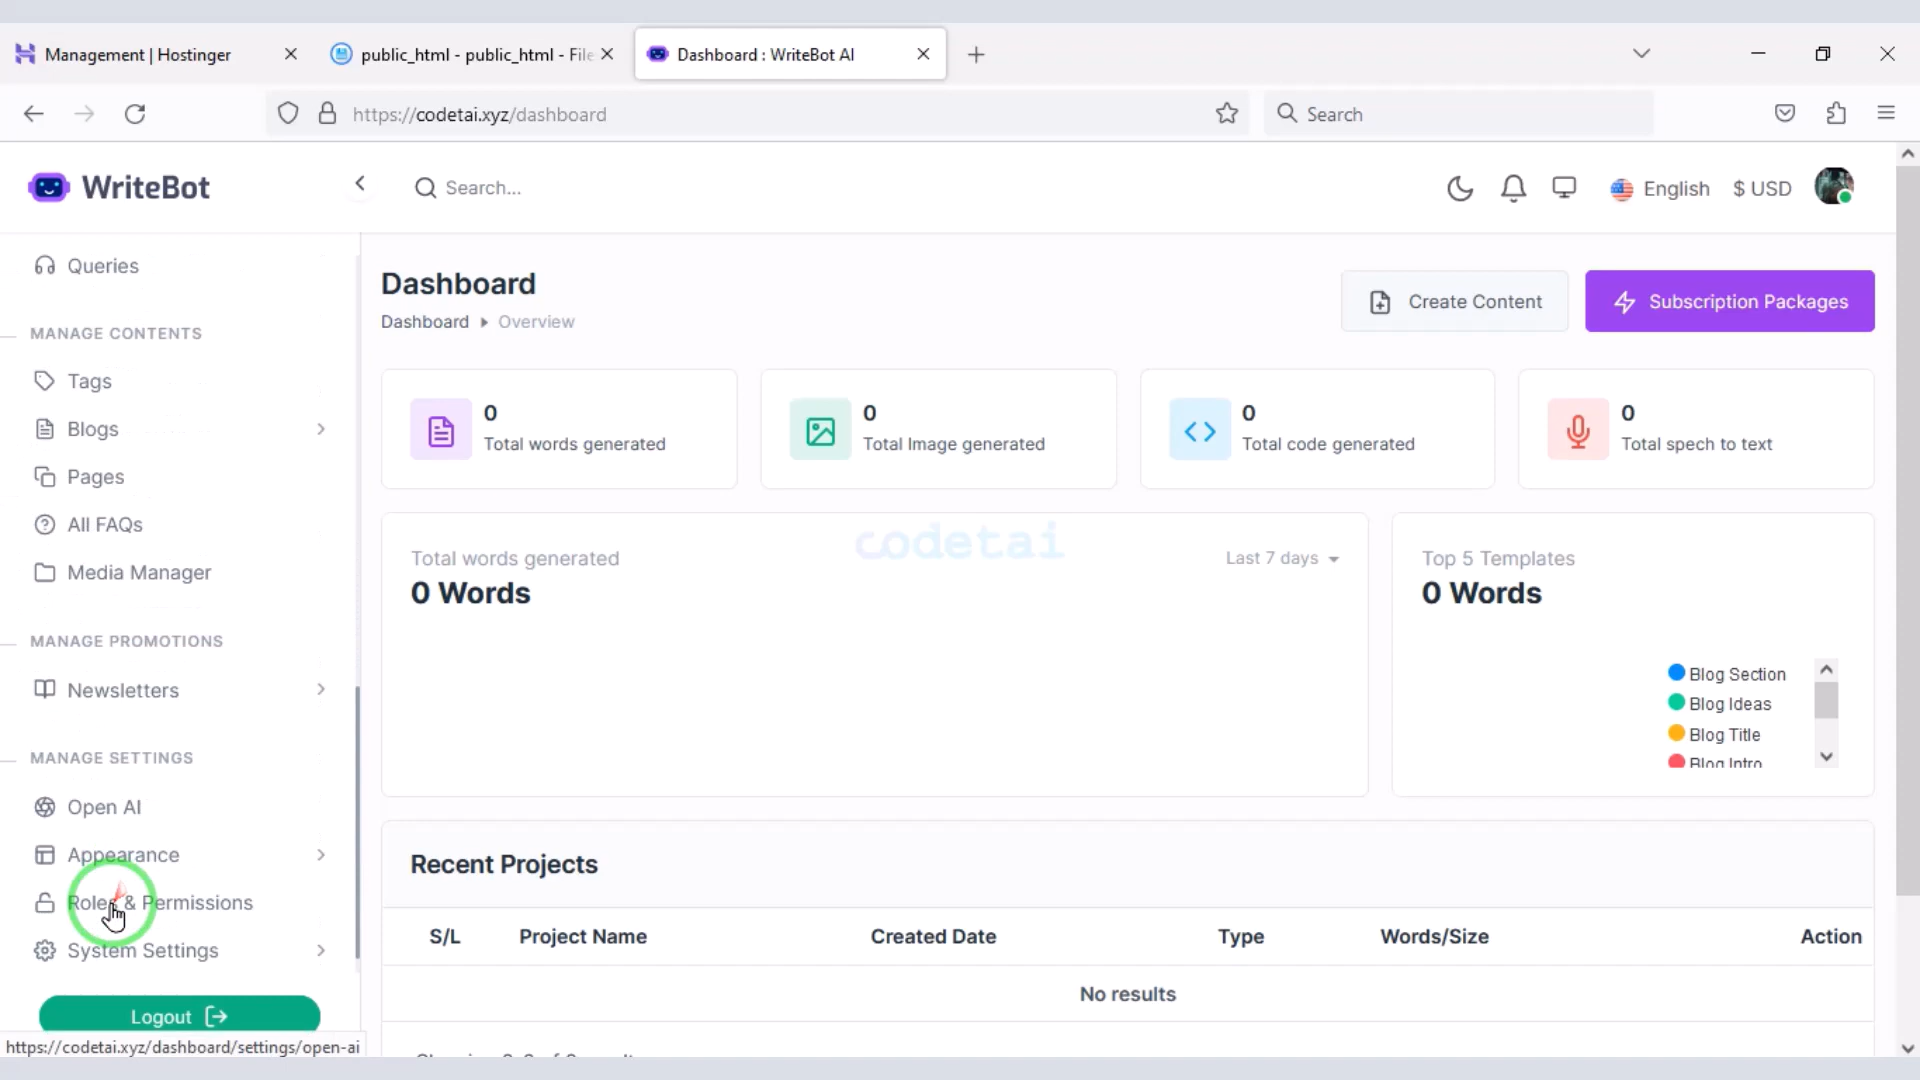 Management | Hostinger
public_html - public_html - File
Dashboard : WriteBot AI
https://codetai.xyz/dashboard
Search
WriteBot
Search...
English
$ USD
Queries
MANAGE CONTENTS
Tags
Blogs
Pages
All FAQs
Media Manager
MANAGE PROMOTIONS
Newsletters
MANAGE SETTINGS
Open AI
Appearance
Roles & Permissions
System Settings
Logout
https://codetai.xyz/dashboard/settings/open-ai
Dashboard
Dashboard
Overview
Create Content
Subscription Packages
0
Total words generated
0
Total Image generated
0
Total code generated
0
Total spech to text
codetai
Total words generated
0 Words
Last 7 days
Top 5 Templates
0 Words
Blog Section
Blog Ideas
Blog Title
Blog Intro
Recent Projects
S/L Project Name Created Date Type Words/Size Action
No results